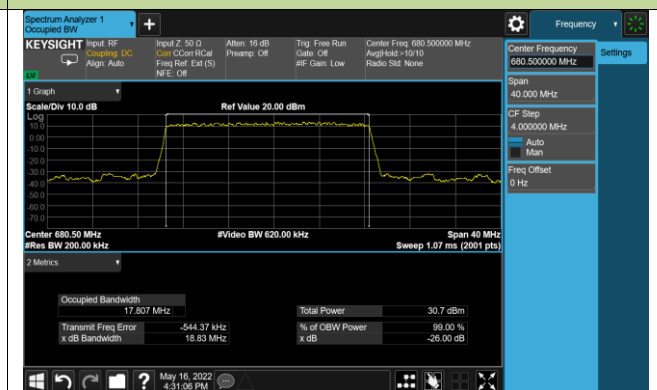 Spectrum Analyzer 1
Occupied BW
Frequency
KEYSIGHT
Input: RF
Coupling: DC
Align: Auto
Input Z: 50 Ω
Corr CCorr RCal
Freq Ref: Ext (S)
NFE: Off
Atten: 16 dB
Preamp: Off
Trig: Free Run
Gate: Off
#IF Gain: Low
Center Freq: 680.500000 MHz
Avg|Hold:>10/10
Radio Std: None
Center Frequency
680.500000 MHz
Settings
Span
40.000 MHz
CF Step
4.000000 MHz
Auto
Man
Freq Offset
0 Hz
1 Graph
Scale/Div 10.0 dB
Ref Value 20.00 dBm
Log
10.0
0.00
-10.0
-20.0
-30.0
-40.0
-50.0
-60.0
-70.0
Center 680.50 MHz
#Video BW 620.00 kHz
Span 40 MHz
#Res BW 200.00 kHz
Sweep 1.07 ms (2001 pts)
2 Metrics
Occupied Bandwidth
17.807 MHz
Total Power 30.7 dBm
Transmit Freq Error -544.37 kHz
% of OBW Power 99.00 %
x dB Bandwidth 18.83 MHz
x dB -26.00 dB
May 16, 2022
4:31:06 PM